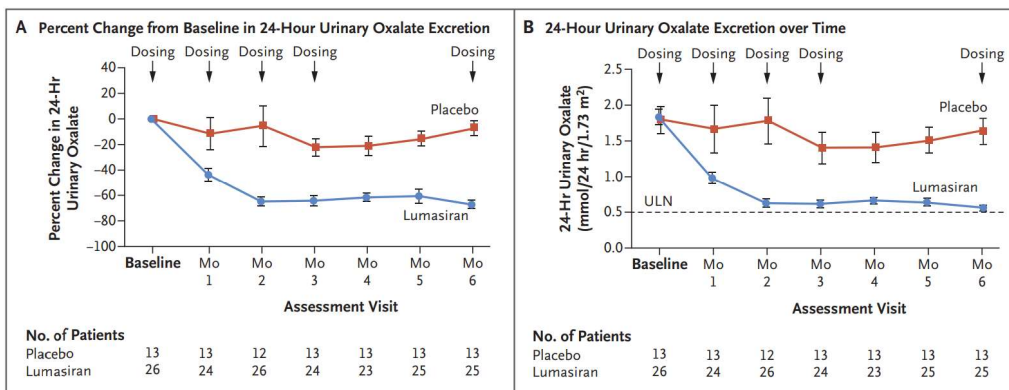 A Percent Change from Baseline in 24-Hour Urinary Oxalate Excretion
Dosing Dosing Dosing Dosing Dosing
Percent Change in 24-Hr
Urinary Oxalate
40
20
0
−20
−40
−60
−80
−100
Placebo
Lumasiran
Baseline Mo Mo Mo Mo Mo Mo
1 2 3 4 5 6
Assessment Visit
No. of Patients
Placebo 13 13 12 13 13 13 13
Lumasiran 26 24 26 24 23 25 25
B 24-Hour Urinary Oxalate Excretion over Time
Dosing Dosing Dosing Dosing Dosing
24-Hr Urinary Oxalate
(mmol/24 hr/1.73 m²)
2.5
2.0
1.5
1.0
0.5
0.0
Placebo
Lumasiran
ULN
Baseline Mo Mo Mo Mo Mo Mo
1 2 3 4 5 6
Assessment Visit
No. of Patients
Placebo 13 13 12 13 13 13 13
Lumasiran 26 24 26 24 23 25 25